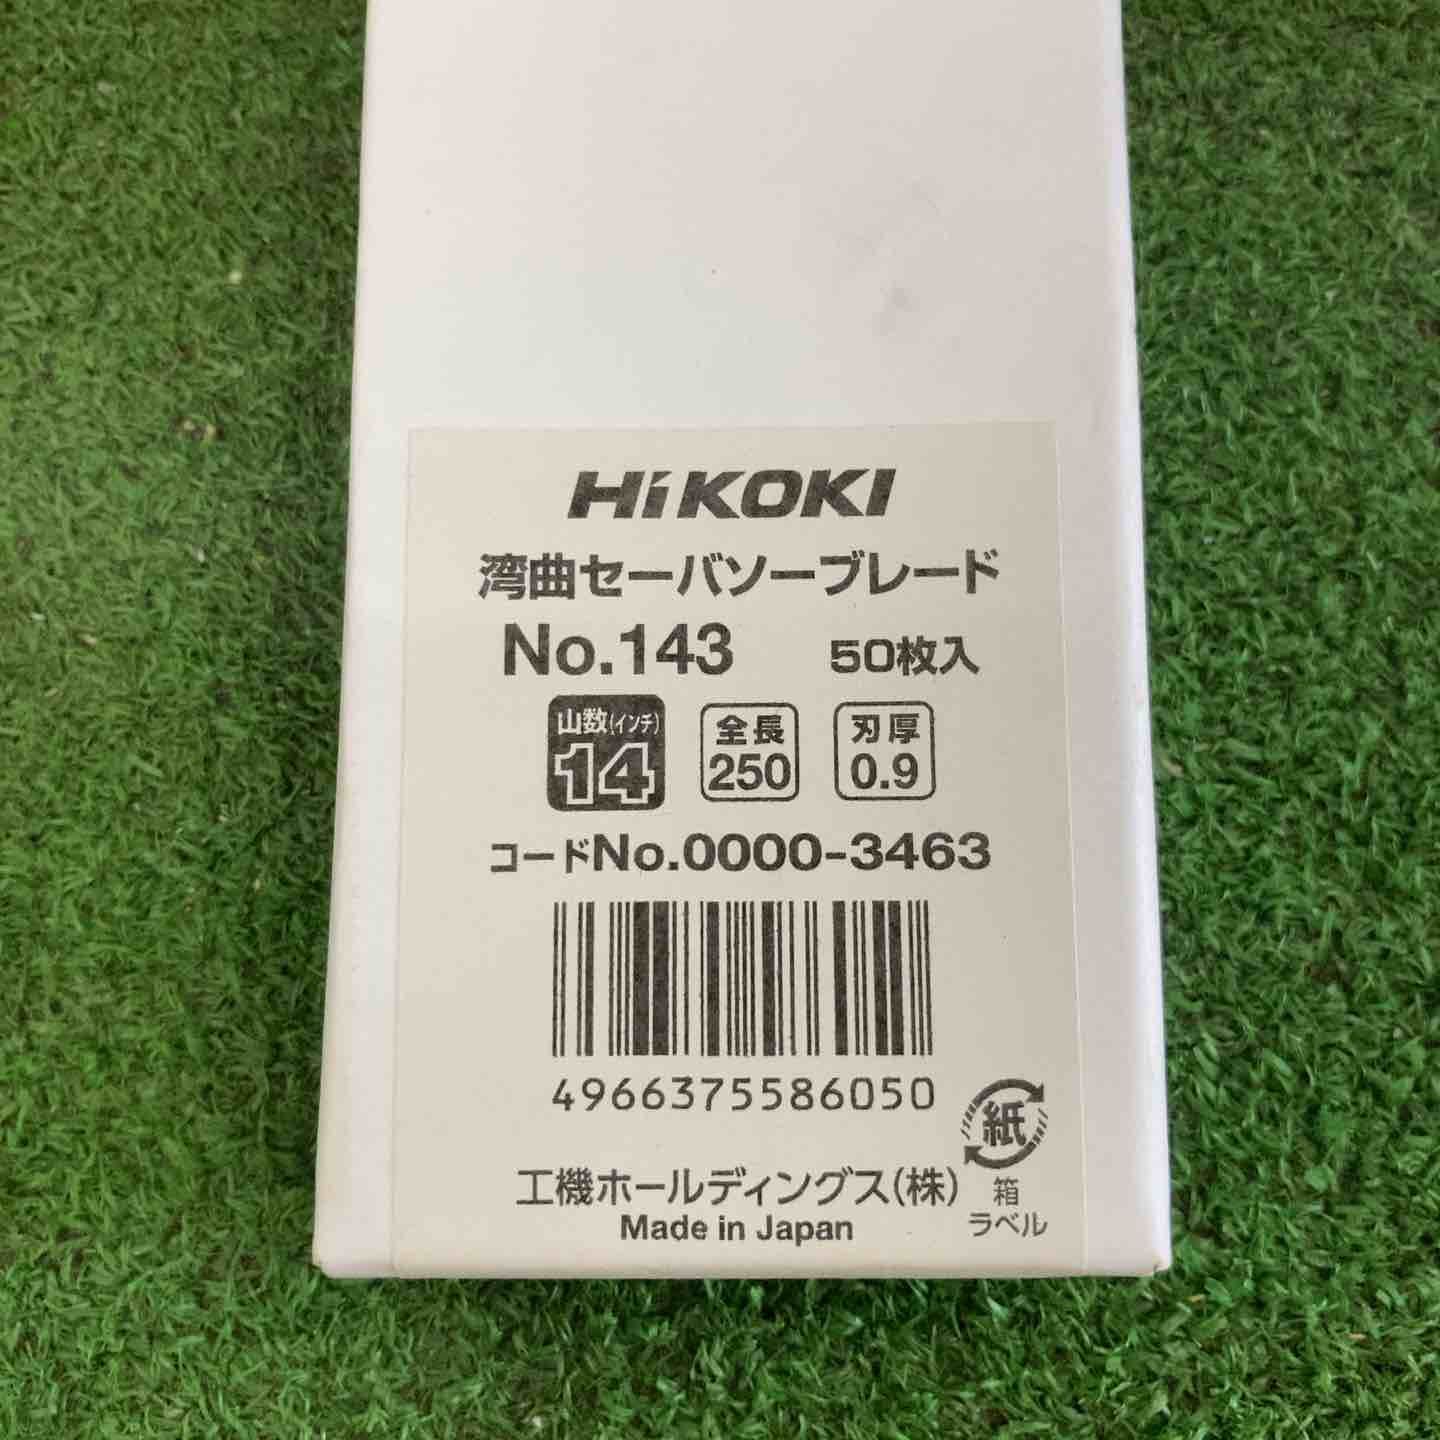 HiKOKI
湾曲セーバソーブレード
No.143 50枚入
山数(インチ) 全長 刃厚
14 250 0.9
コードNo.0000-3463
4966375586050
紙
工機ホールディングス(株) 箱
Made in Japan ラベル